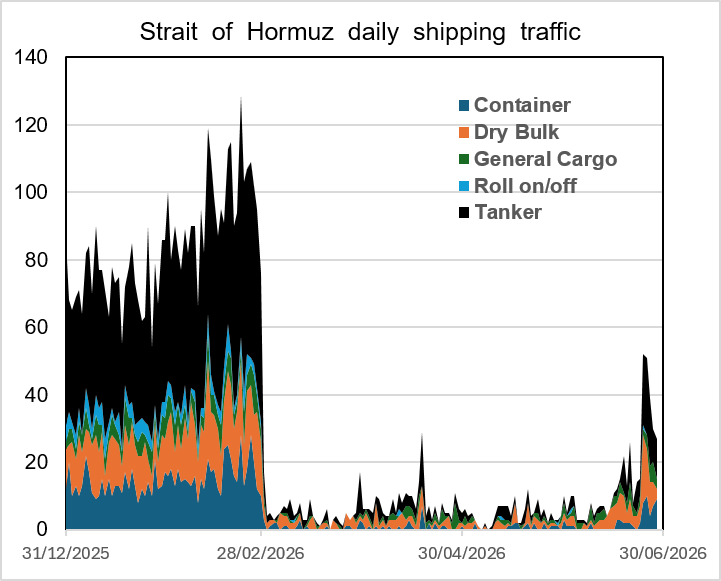 Strait of Hormuz daily shipping traffic
140
120
100
80
60
40
20
0
Container
Dry Bulk
General Cargo
Roll on/off
Tanker
31/12/2025
28/02/2026
30/04/2026
30/06/2026